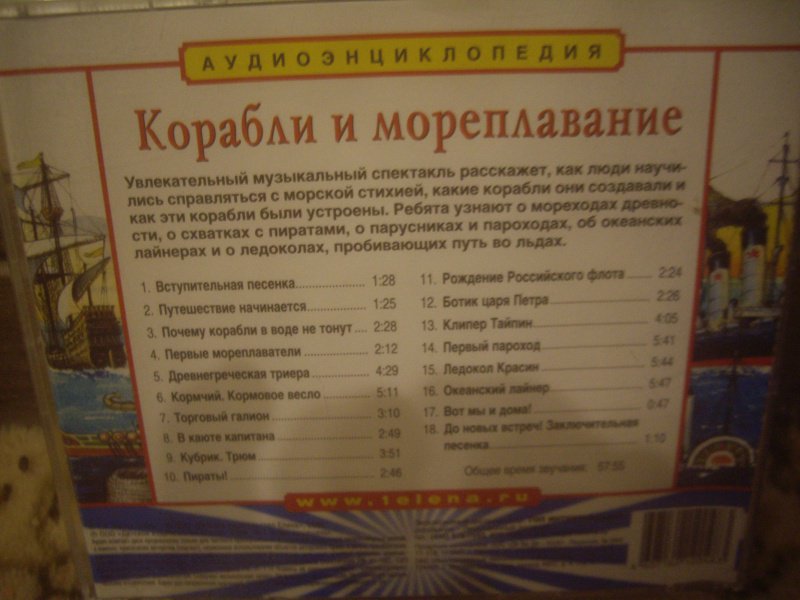 АУДИОЭНЦИКЛОПЕДИЯ
Корабли и мореплавание
Увлекательный музыкальный спектакль расскажет, как люди научи-
лись справляться с морской стихией, какие корабли они создавали и
как эти корабли были устроены. Ребята узнают о мореходах древно-
сти, о схватках с пиратами, о парусниках и пароходах, об океанских
лайнерах и о ледоколах, пробивающих путь во льдах.
1. Вступительная песенка 1:28
2. Путешествие начинается 1:25
3. Почему корабли в воде не тонут 2:28
4. Первые мореплаватели 2:12
5. Древнегреческая триера 4:29
6. Кормчий. Кормовое весло 5:11
7. Торговый галион 3:10
8. В каюте капитана 2:49
9. Кубрик. Трюм 3:51
10. Пираты! 2:46
11. Рождение Российского флота 2:24
12. Ботик царя Петра 2:26
13. Клипер Тайпин 4:05
14. Первый пароход 5:41
15. Ледокол Красин 5:44
16. Океанский лайнер 5:47
17. Вот мы и дома! 0:47
18. До новых встреч! Заключительная
песенка 1:10
Общее время звучания: 57:55
www.1elena.ru